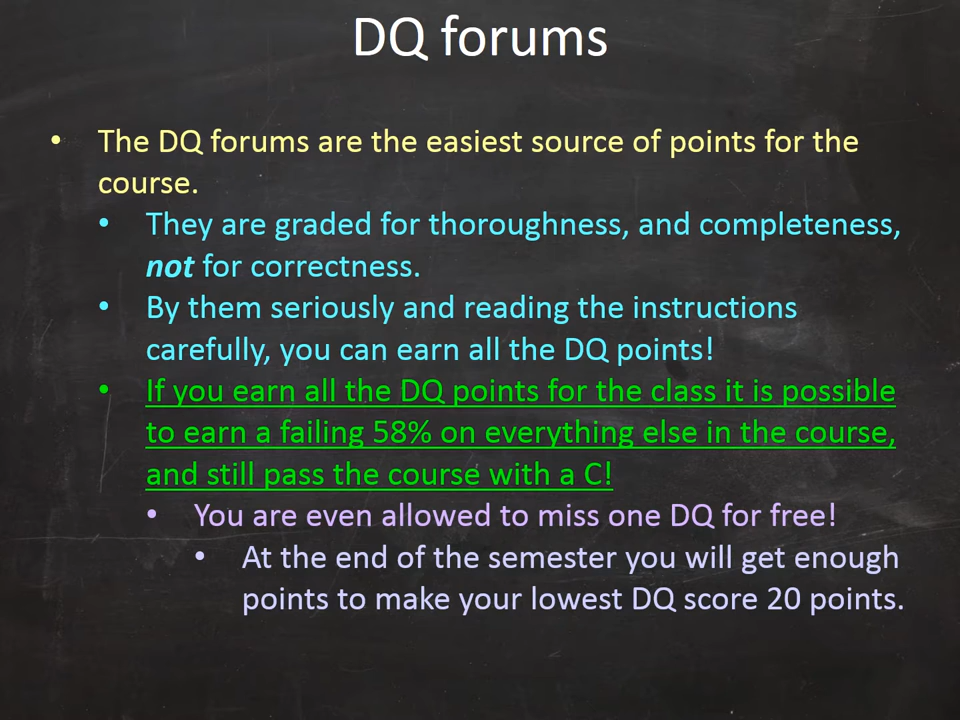 DQ forums
• The DQ forums are the easiest source of points for the
course.
• They are graded for thoroughness, and completeness,
not for correctness.
• By them seriously and reading the instructions
carefully, you can earn all the DQ points!
• If you earn all the DQ points for the class it is possible
to earn a failing 58% on everything else in the course,
and still pass the course with a C!
• You are even allowed to miss one DQ for free!
• At the end of the semester you will get enough
points to make your lowest DQ score 20 points.